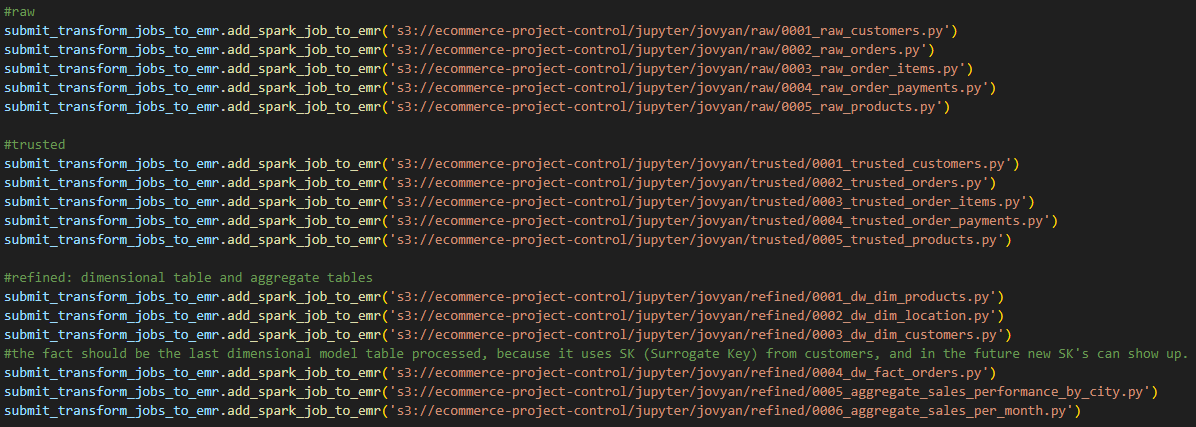 #raw
submit_transform_jobs_to_emr.add_spark_job_to_emr('s3://ecommerce-project-control/jupyter/jovyan/raw/0001_raw_customers.py')
submit_transform_jobs_to_emr.add_spark_job_to_emr('s3://ecommerce-project-control/jupyter/jovyan/raw/0002_raw_orders.py')
submit_transform_jobs_to_emr.add_spark_job_to_emr('s3://ecommerce-project-control/jupyter/jovyan/raw/0003_raw_order_items.py')
submit_transform_jobs_to_emr.add_spark_job_to_emr('s3://ecommerce-project-control/jupyter/jovyan/raw/0004_raw_order_payments.py')
submit_transform_jobs_to_emr.add_spark_job_to_emr('s3://ecommerce-project-control/jupyter/jovyan/raw/0005_raw_products.py')

#trusted
submit_transform_jobs_to_emr.add_spark_job_to_emr('s3://ecommerce-project-control/jupyter/jovyan/trusted/0001_trusted_customers.py')
submit_transform_jobs_to_emr.add_spark_job_to_emr('s3://ecommerce-project-control/jupyter/jovyan/trusted/0002_trusted_orders.py')
submit_transform_jobs_to_emr.add_spark_job_to_emr('s3://ecommerce-project-control/jupyter/jovyan/trusted/0003_trusted_order_items.py')
submit_transform_jobs_to_emr.add_spark_job_to_emr('s3://ecommerce-project-control/jupyter/jovyan/trusted/0004_trusted_order_payments.py')
submit_transform_jobs_to_emr.add_spark_job_to_emr('s3://ecommerce-project-control/jupyter/jovyan/trusted/0005_trusted_products.py')

#refined: dimensional table and aggregate tables
submit_transform_jobs_to_emr.add_spark_job_to_emr('s3://ecommerce-project-control/jupyter/jovyan/refined/0001_dw_dim_products.py')
submit_transform_jobs_to_emr.add_spark_job_to_emr('s3://ecommerce-project-control/jupyter/jovyan/refined/0002_dw_dim_location.py')
submit_transform_jobs_to_emr.add_spark_job_to_emr('s3://ecommerce-project-control/jupyter/jovyan/refined/0003_dw_dim_customers.py')
#the fact should be the last dimensional model table processed, because it uses SK (Surrogate Key) from customers, and in the future new SK's can show up.
submit_transform_jobs_to_emr.add_spark_job_to_emr('s3://ecommerce-project-control/jupyter/jovyan/refined/0004_dw_fact_orders.py')
submit_transform_jobs_to_emr.add_spark_job_to_emr('s3://ecommerce-project-control/jupyter/jovyan/refined/0005_aggregate_sales_performance_by_city.py')
submit_transform_jobs_to_emr.add_spark_job_to_emr('s3://ecommerce-project-control/jupyter/jovyan/refined/0006_aggregate_sales_per_month.py')